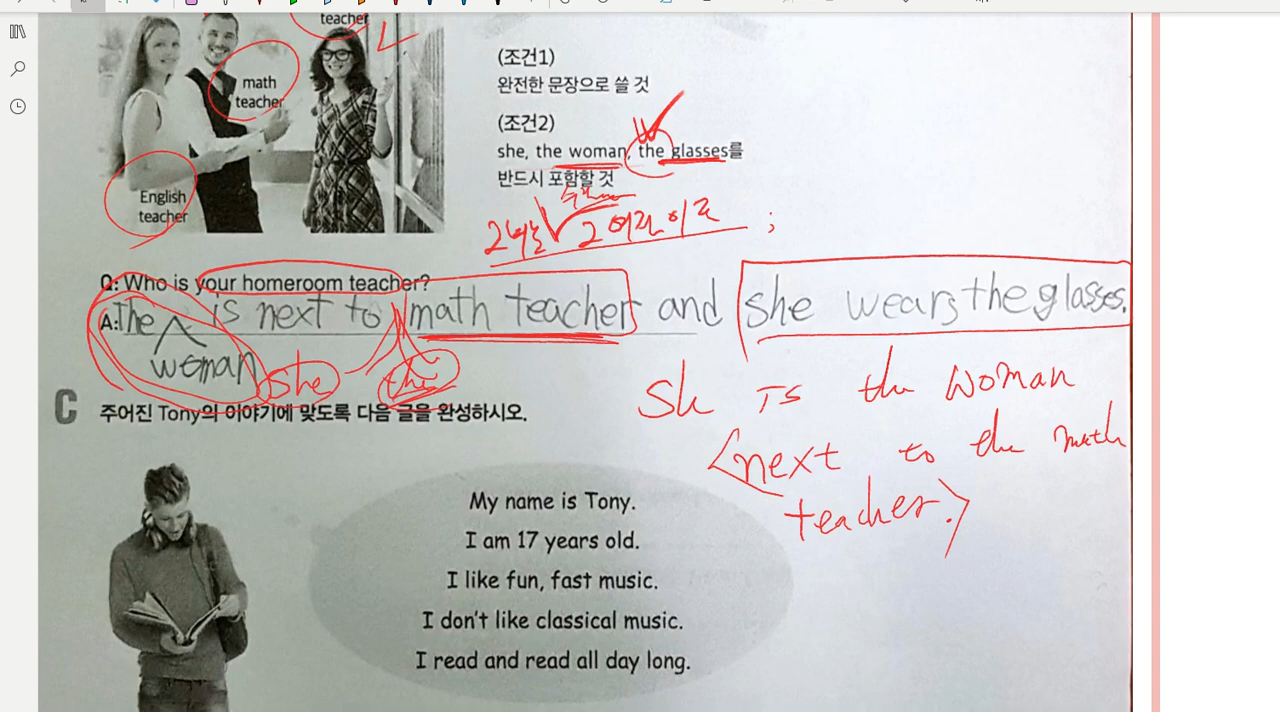 teacher
(조건1)
math
teacher
완전한 문장으로 쓸 것
(조건2)
she, the woman, the glasses를
반드시 포함할 것
English
teacher
Q: Who is your homeroom teacher?
A: The is next to math teacher and she wears the glasses.
woman
she
the
She is the woman
<next to the math
teacher.>
C
주어진 Tony의 이야기에 맞도록 다음 글을 완성하시오.
My name is Tony.
I am 17 years old.
I like fun, fast music.
I don't like classical music.
I read and read all day long.